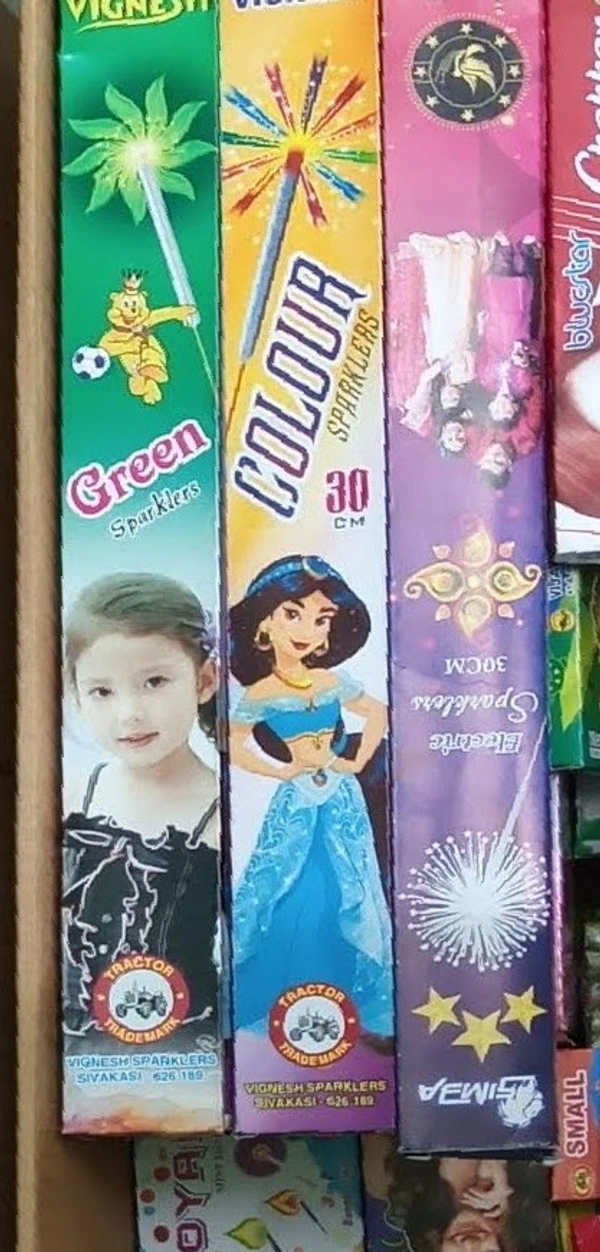 VIGNESH
Green
Sparklers
TRACTOR
TRADEMARK
VIGNESH SPARKLERS
SIVAKASI - 626 189
COLOUR
SPARKLERS
30
CM
TRACTOR
TRADEMARK
VIGNESH SPARKLERS
SIVAKASI - 626 189
SIMBA
Electric
Sparklers
30CM
bluestar
SMALL